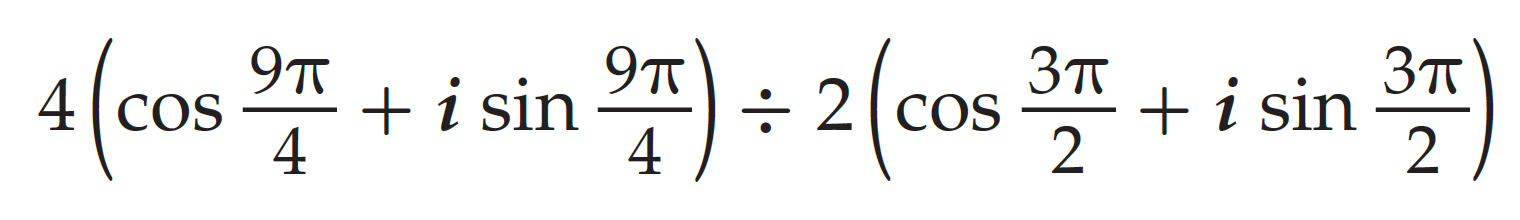 4(cos 9π/4 + i sin 9π/4) ÷ 2(cos 3π/2 + i sin 3π/2)